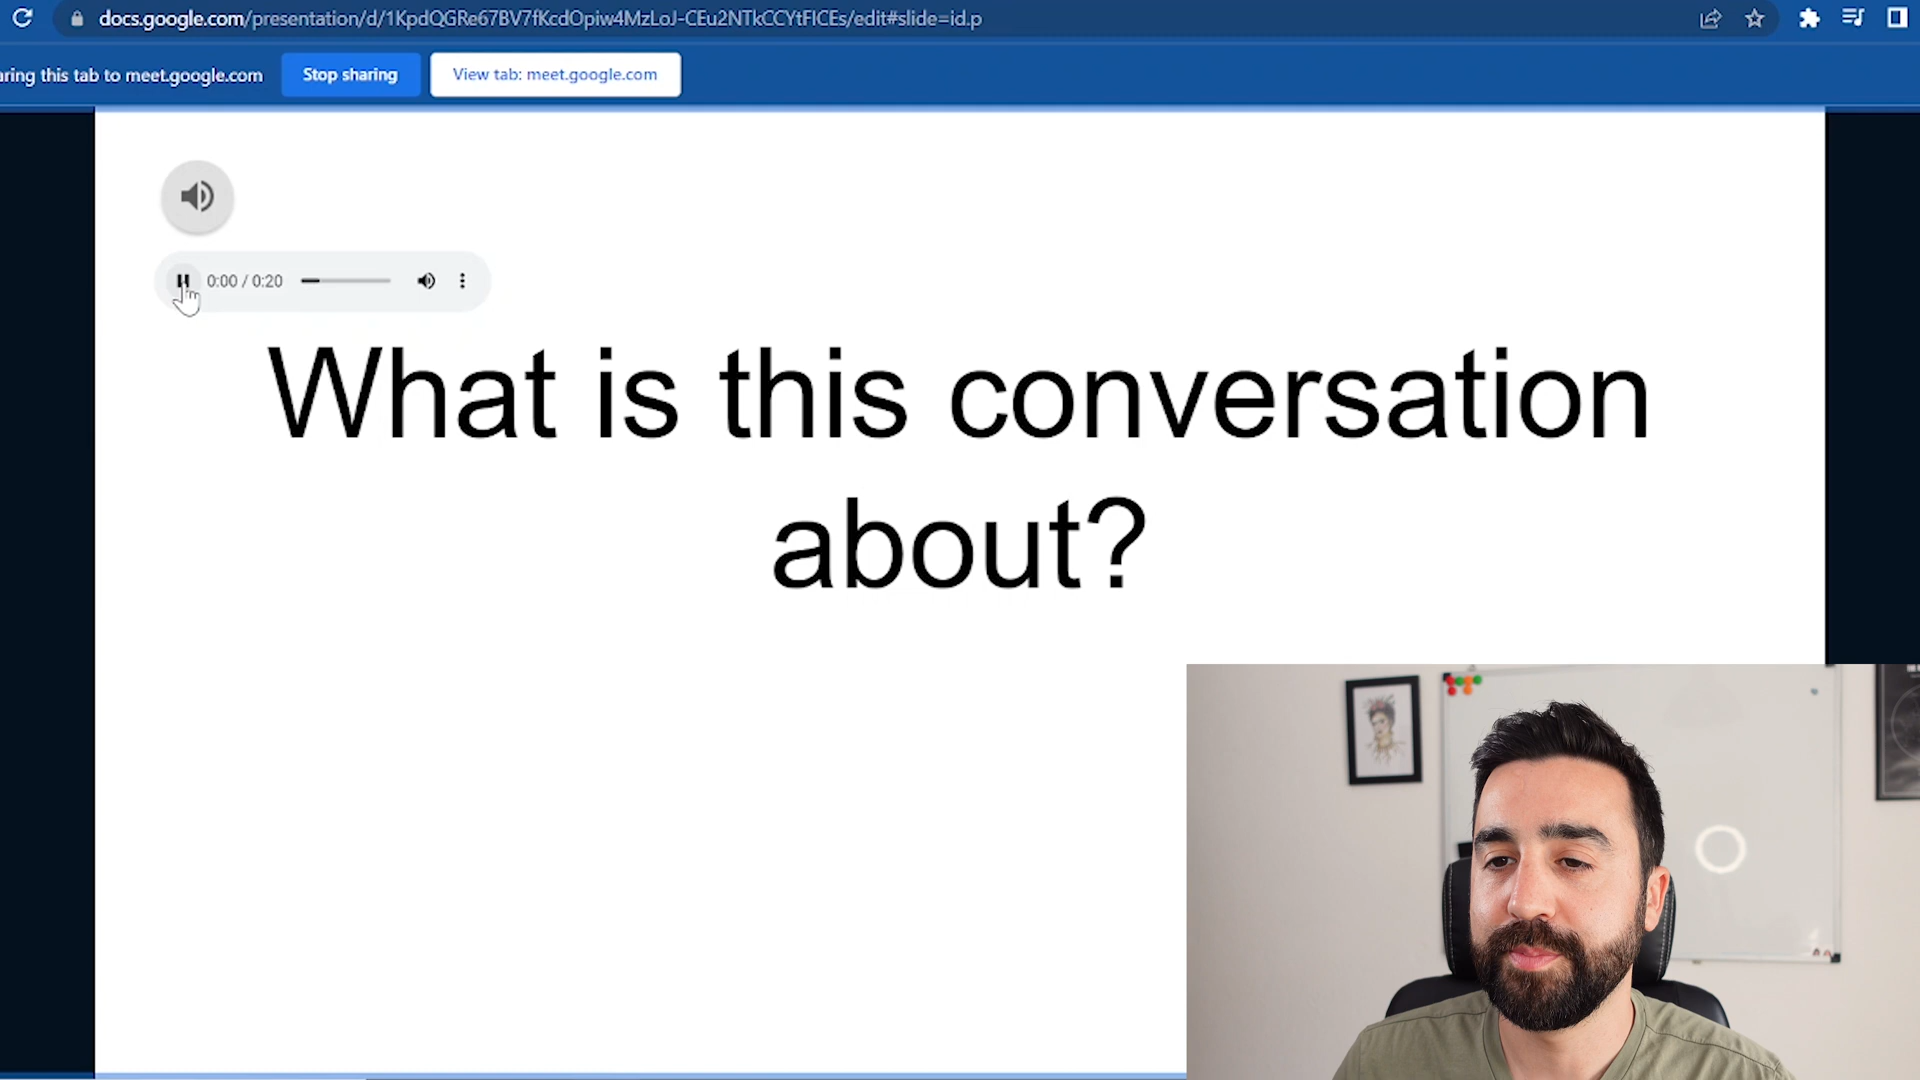 docs.google.com/presentation/d/1KpdQGRe67BV7fKcdOpiw4MzLoJ-CEu2NTkCCYtFICEs/edit#slide=id.p
aring this tab to meet.google.com
Stop sharing
View tab: meet.google.com
0:00 / 0:20
What is this conversation
about?